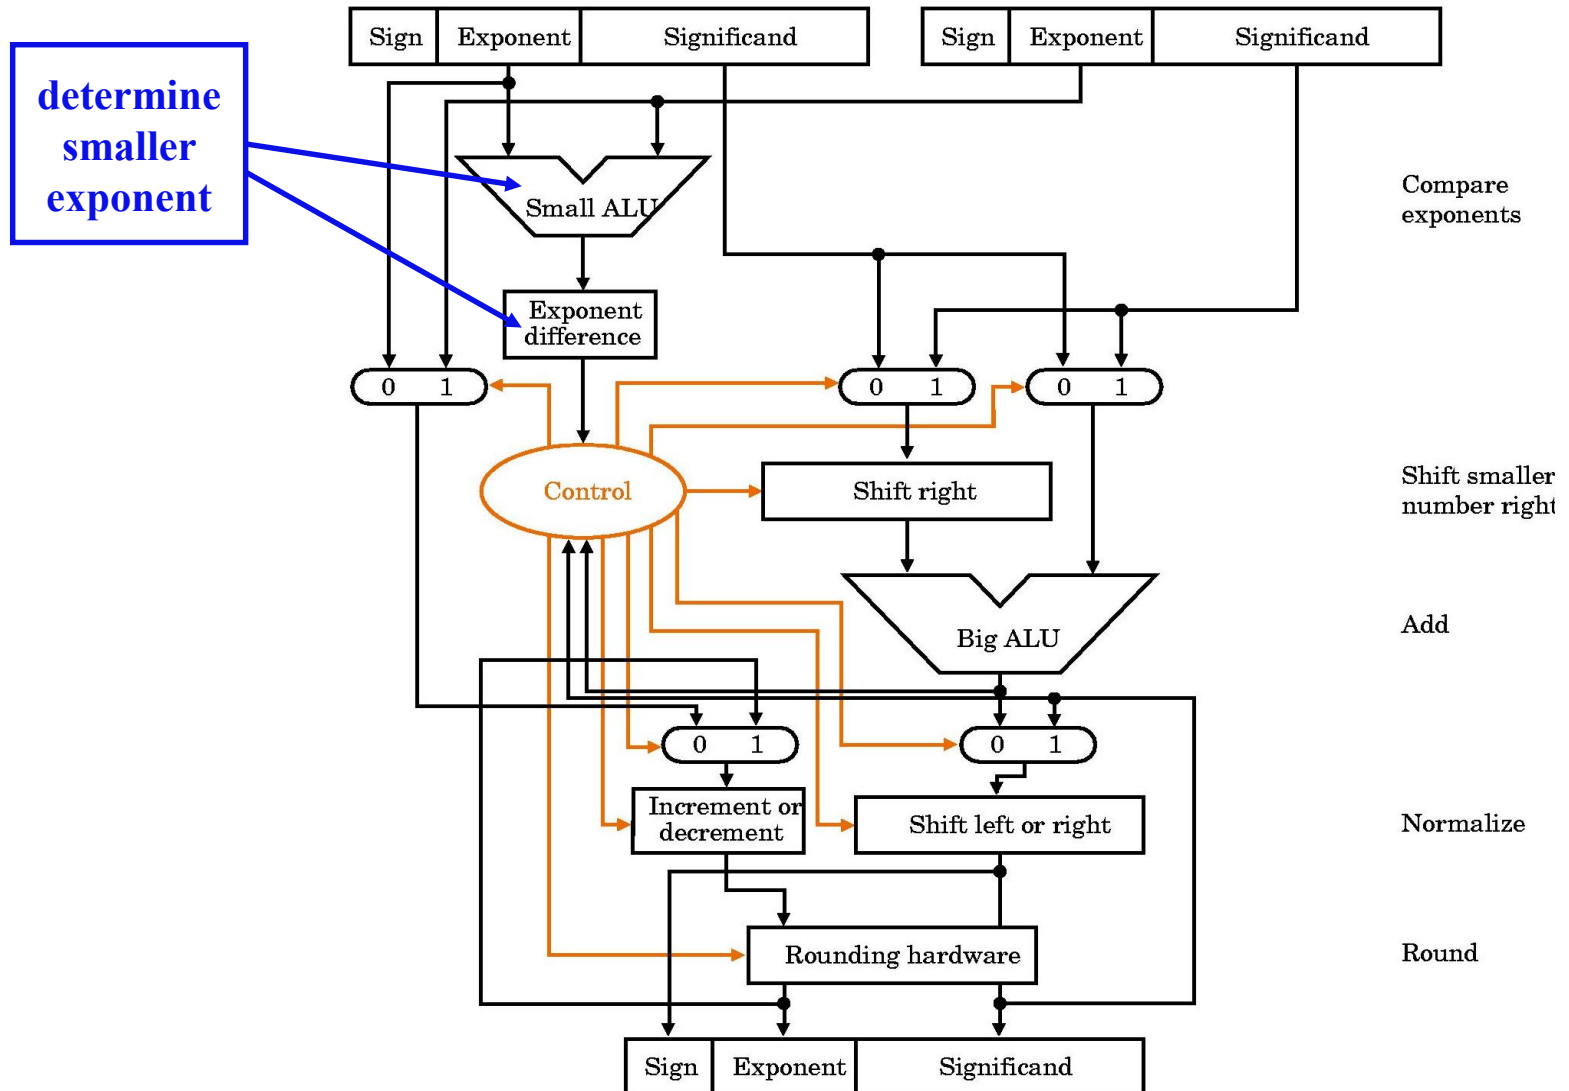 Sign Exponent Significand Sign Exponent Significand
determine
smaller
exponent
Small ALU
Compare
exponents
Exponent
difference
0 1 0 1 0 1
Control
Shift right
Shift smaller
number right
Big ALU
Add
0 1 0 1
Increment or
decrement
Shift left or right
Normalize
Rounding hardware
Round
Sign Exponent Significand